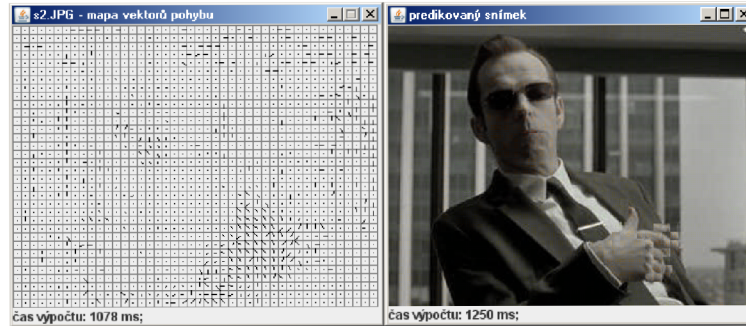 s2.JPG - mapa vektorů pohybu
čas výpočtu: 1078 ms;
predikovaný snímek
čas výpočtu: 1250 ms;